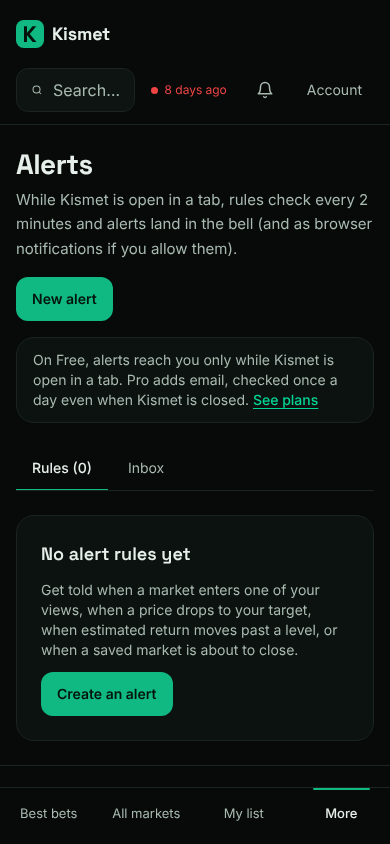 K Kismet
Search... 8 days ago Account
Alerts
While Kismet is open in a tab, rules check every 2
minutes and alerts land in the bell (and as browser
notifications if you allow them).
New alert
On Free, alerts reach you only while Kismet is
open in a tab. Pro adds email, checked once a
day even when Kismet is closed. See plans
Rules (0) Inbox
No alert rules yet
Get told when a market enters one of your
views, when a price drops to your target,
when estimated return moves past a level, or
when a saved market is about to close.
Create an alert
Best bets All markets My list More